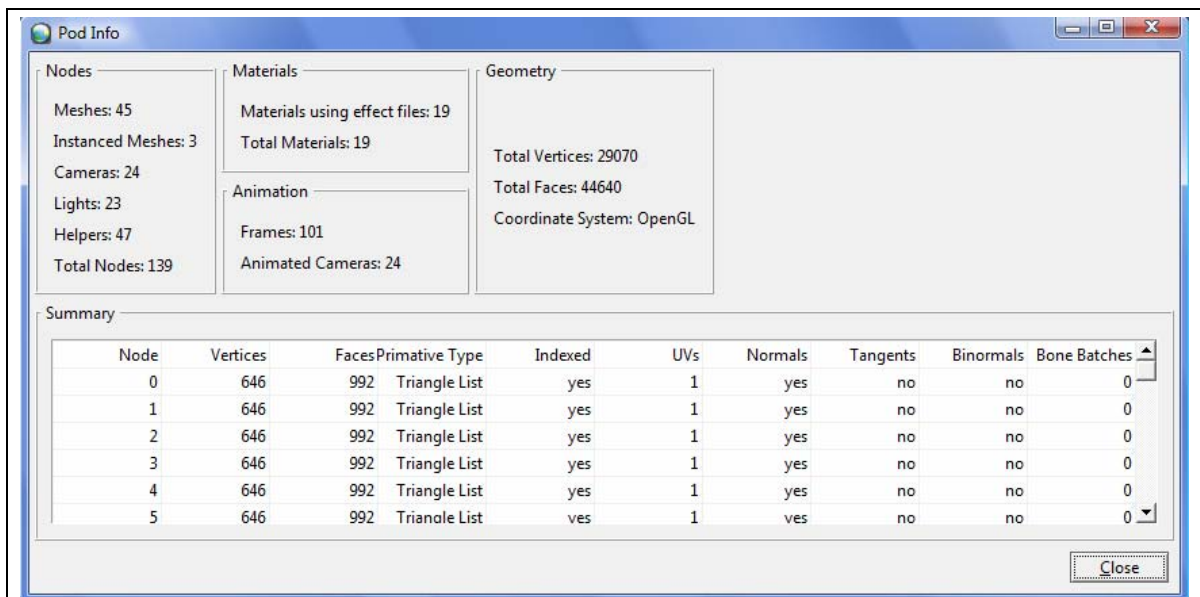 Pod Info
Nodes
Meshes: 45
Instanced Meshes: 3
Cameras: 24
Lights: 23
Helpers: 47
Total Nodes: 139
Materials
Materials using effect files: 19
Total Materials: 19
Animation
Frames: 101
Animated Cameras: 24
Geometry
Total Vertices: 29070
Total Faces: 44640
Coordinate System: OpenGL
Summary
Node Vertices Faces Primative Type Indexed UVs Normals Tangents Binormals Bone Batches
0 646 992 Triangle List yes 1 yes no no 0
1 646 992 Triangle List yes 1 yes no no 0
2 646 992 Triangle List yes 1 yes no no 0
3 646 992 Triangle List yes 1 yes no no 0
4 646 992 Triangle List yes 1 yes no no 0
5 646 992 Triangle List yes 1 yes no no 0
Close